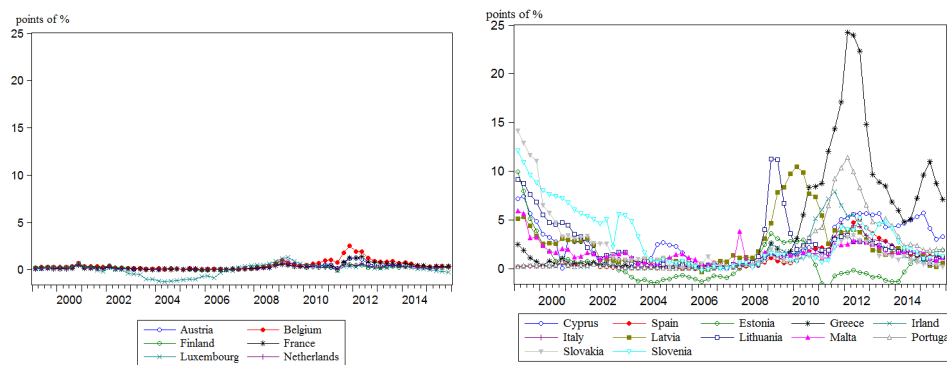 points of %
25
20
15
10
5
0
2000 2002 2004 2006 2008 2010 2012 2014
Austria Belgium
Finland France
Luxembourg Netherlands
points of %
25
20
15
10
5
0
2000 2002 2004 2006 2008 2010 2012 2014
Cyprus Spain Estonia Greece Irland
Italy Latvia Lithuania Malta Portuga
Slovakia Slovenia